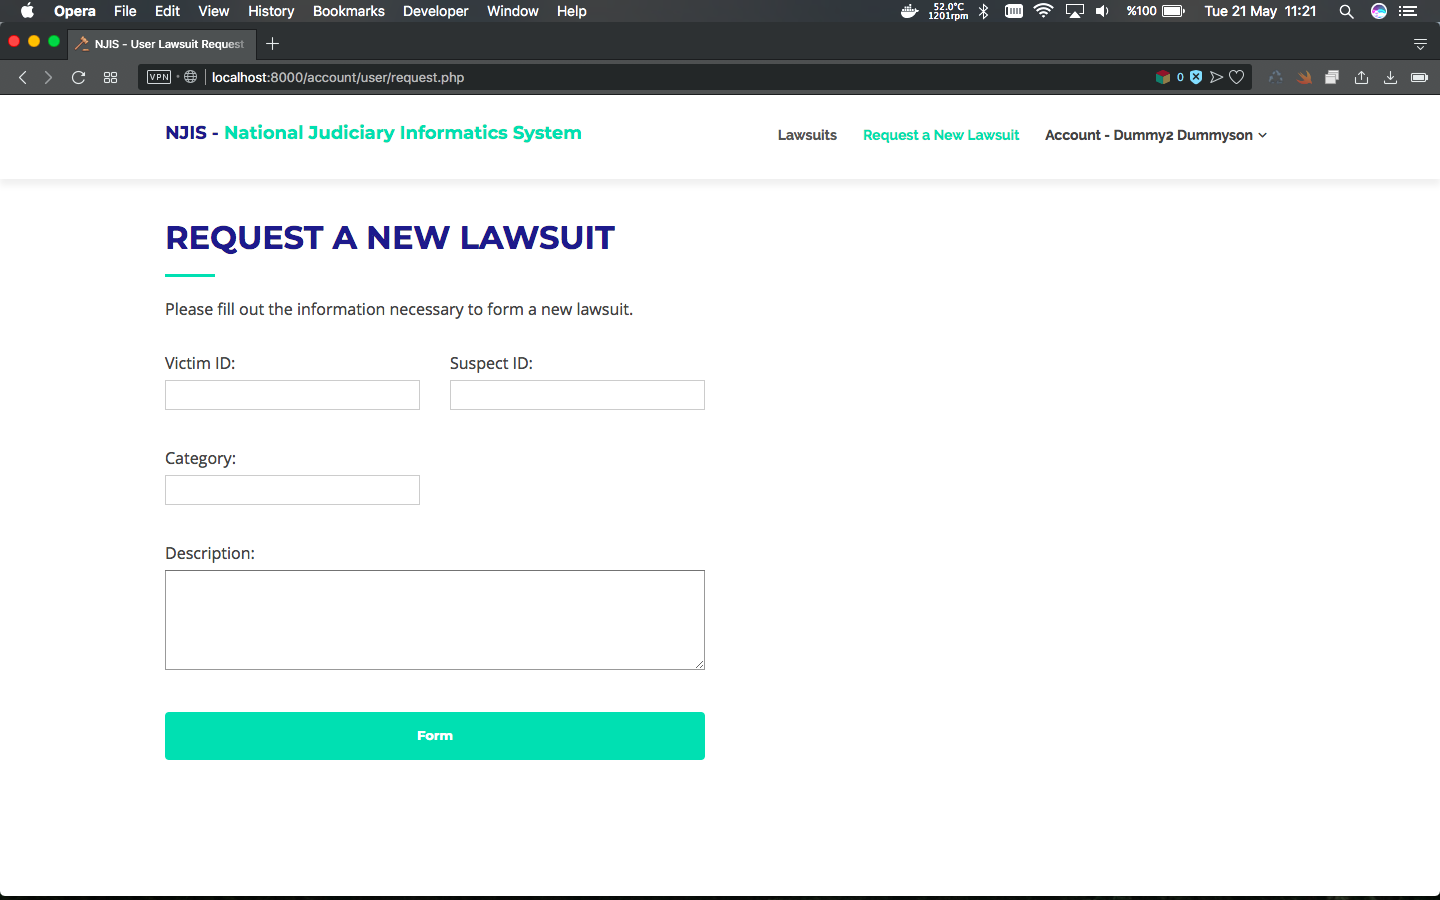 Opera File Edit View History Bookmarks Developer Window Help 52.0°C 1201rpm %100 Tue 21 May 11:21
NJIS - User Lawsuit Request
VPN localhost:8000/account/user/request.php 0
NJIS - National Judiciary Informatics System
Lawsuits Request a New Lawsuit Account - Dummy2 Dummyson
REQUEST A NEW LAWSUIT
Please fill out the information necessary to form a new lawsuit.
Victim ID: Suspect ID:
Category:
Description:
Form